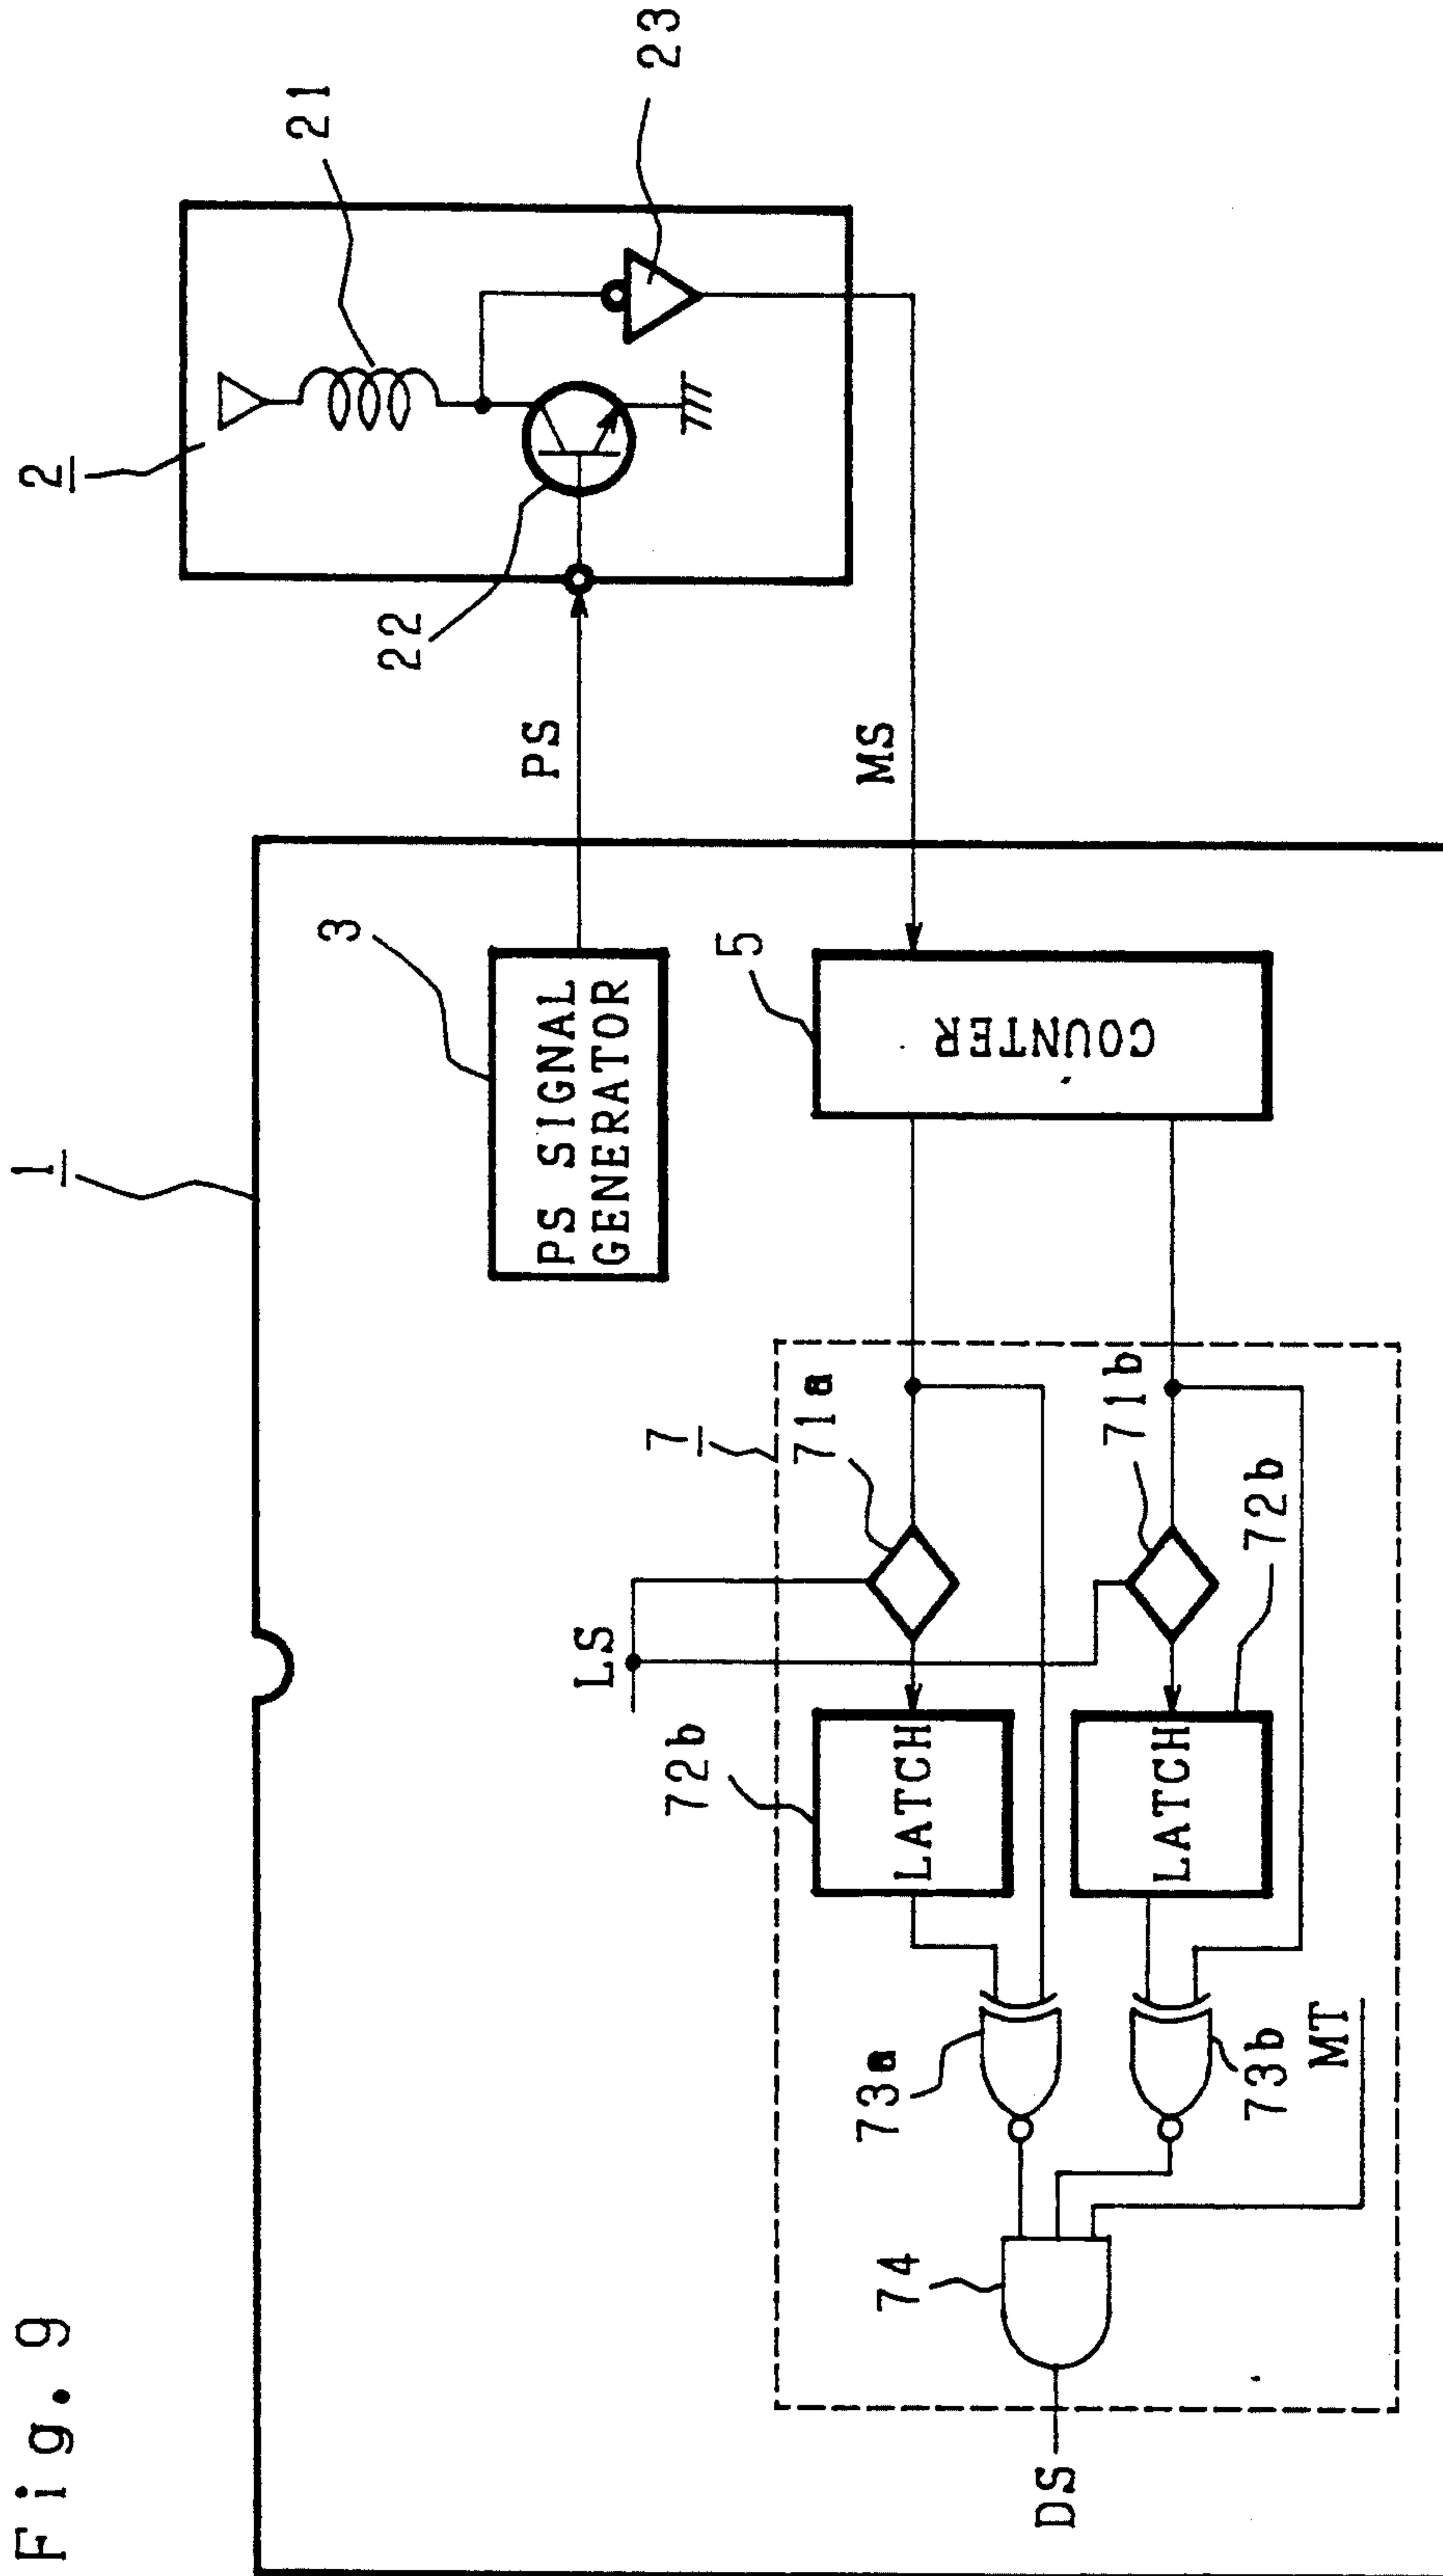 Fig. 9
1
2
21
22
23
PS
MS
3
PS SIGNAL
GENERATOR
5
COUNTER
LS
7
71a
71b
72b
LATCH
72b
LATCH
73a
73b
MT
74
DS